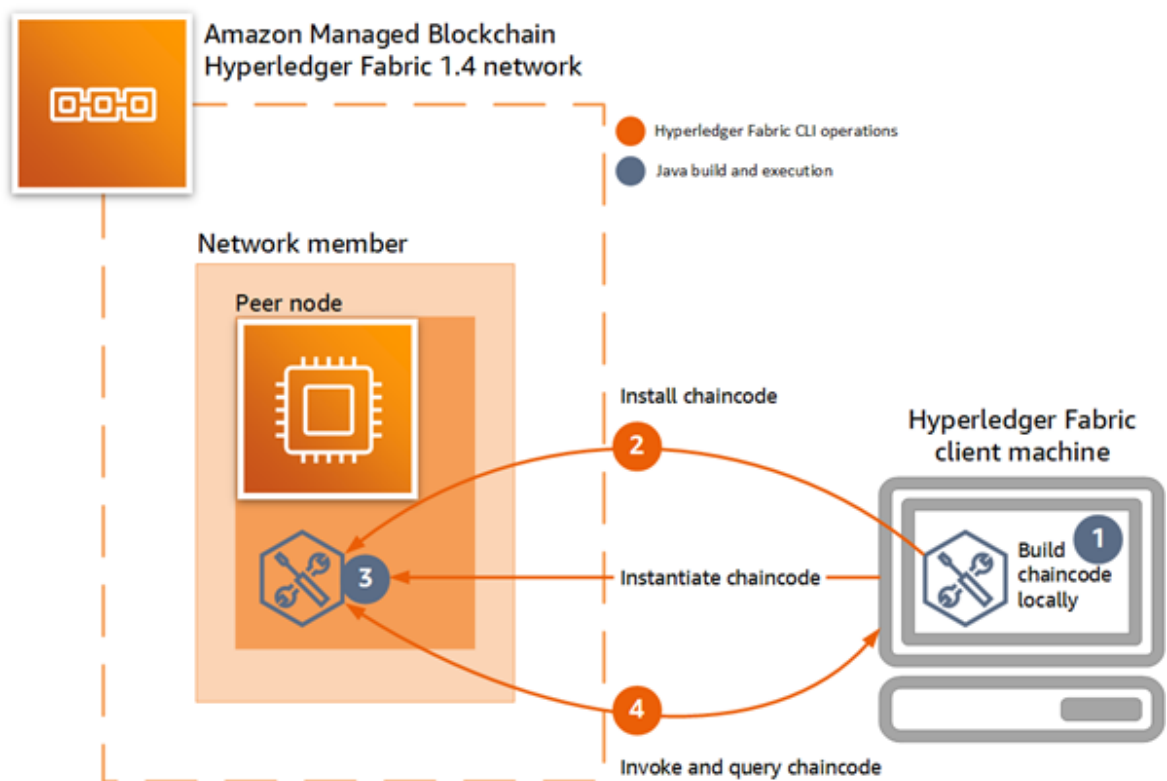 Amazon Managed Blockchain
Hyperledger Fabric 1.4 network
Hyperledger Fabric CLI operations
Java build and execution
Network member
Peer node
Install chaincode
2
Hyperledger Fabric
client machine
1
Build
chaincode
locally
3
Instantiate chaincode
4
Invoke and query chaincode